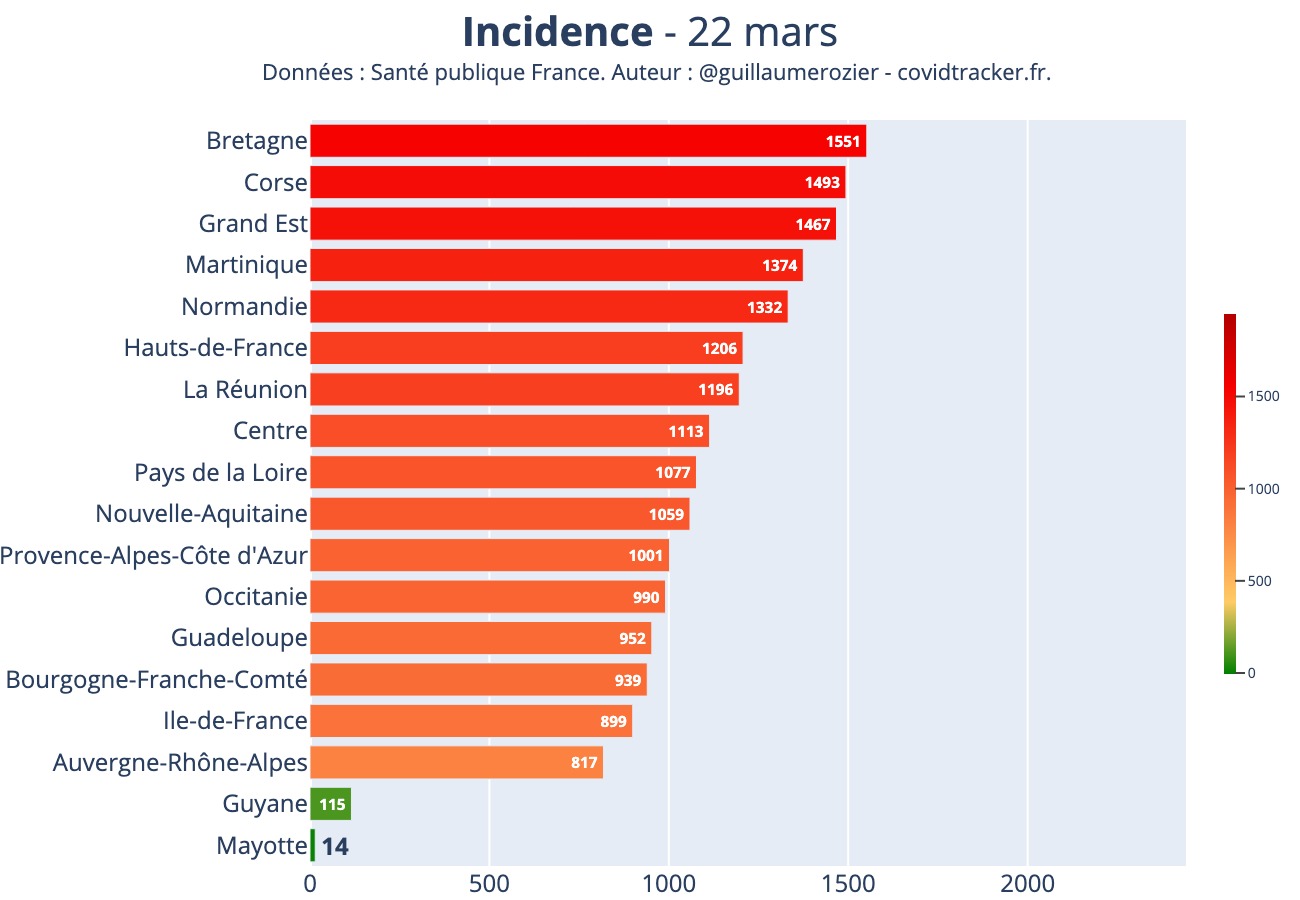 Incidence - 22 mars
Données : Santé publique France. Auteur : @guillaumerozier - covidtracker.fr.
Bretagne 1551
Corse 1493
Grand Est 1467
Martinique 1374
Normandie 1332
Hauts-de-France 1206
La Réunion 1196
Centre 1113
Pays de la Loire 1077
Nouvelle-Aquitaine 1059
Provence-Alpes-Côte d'Azur 1001
Occitanie 990
Guadeloupe 952
Bourgogne-Franche-Comté 939
Ile-de-France 899
Auvergne-Rhône-Alpes 817
Guyane 115
Mayotte 14
0 500 1000 1500 2000
1500
1000
500
0